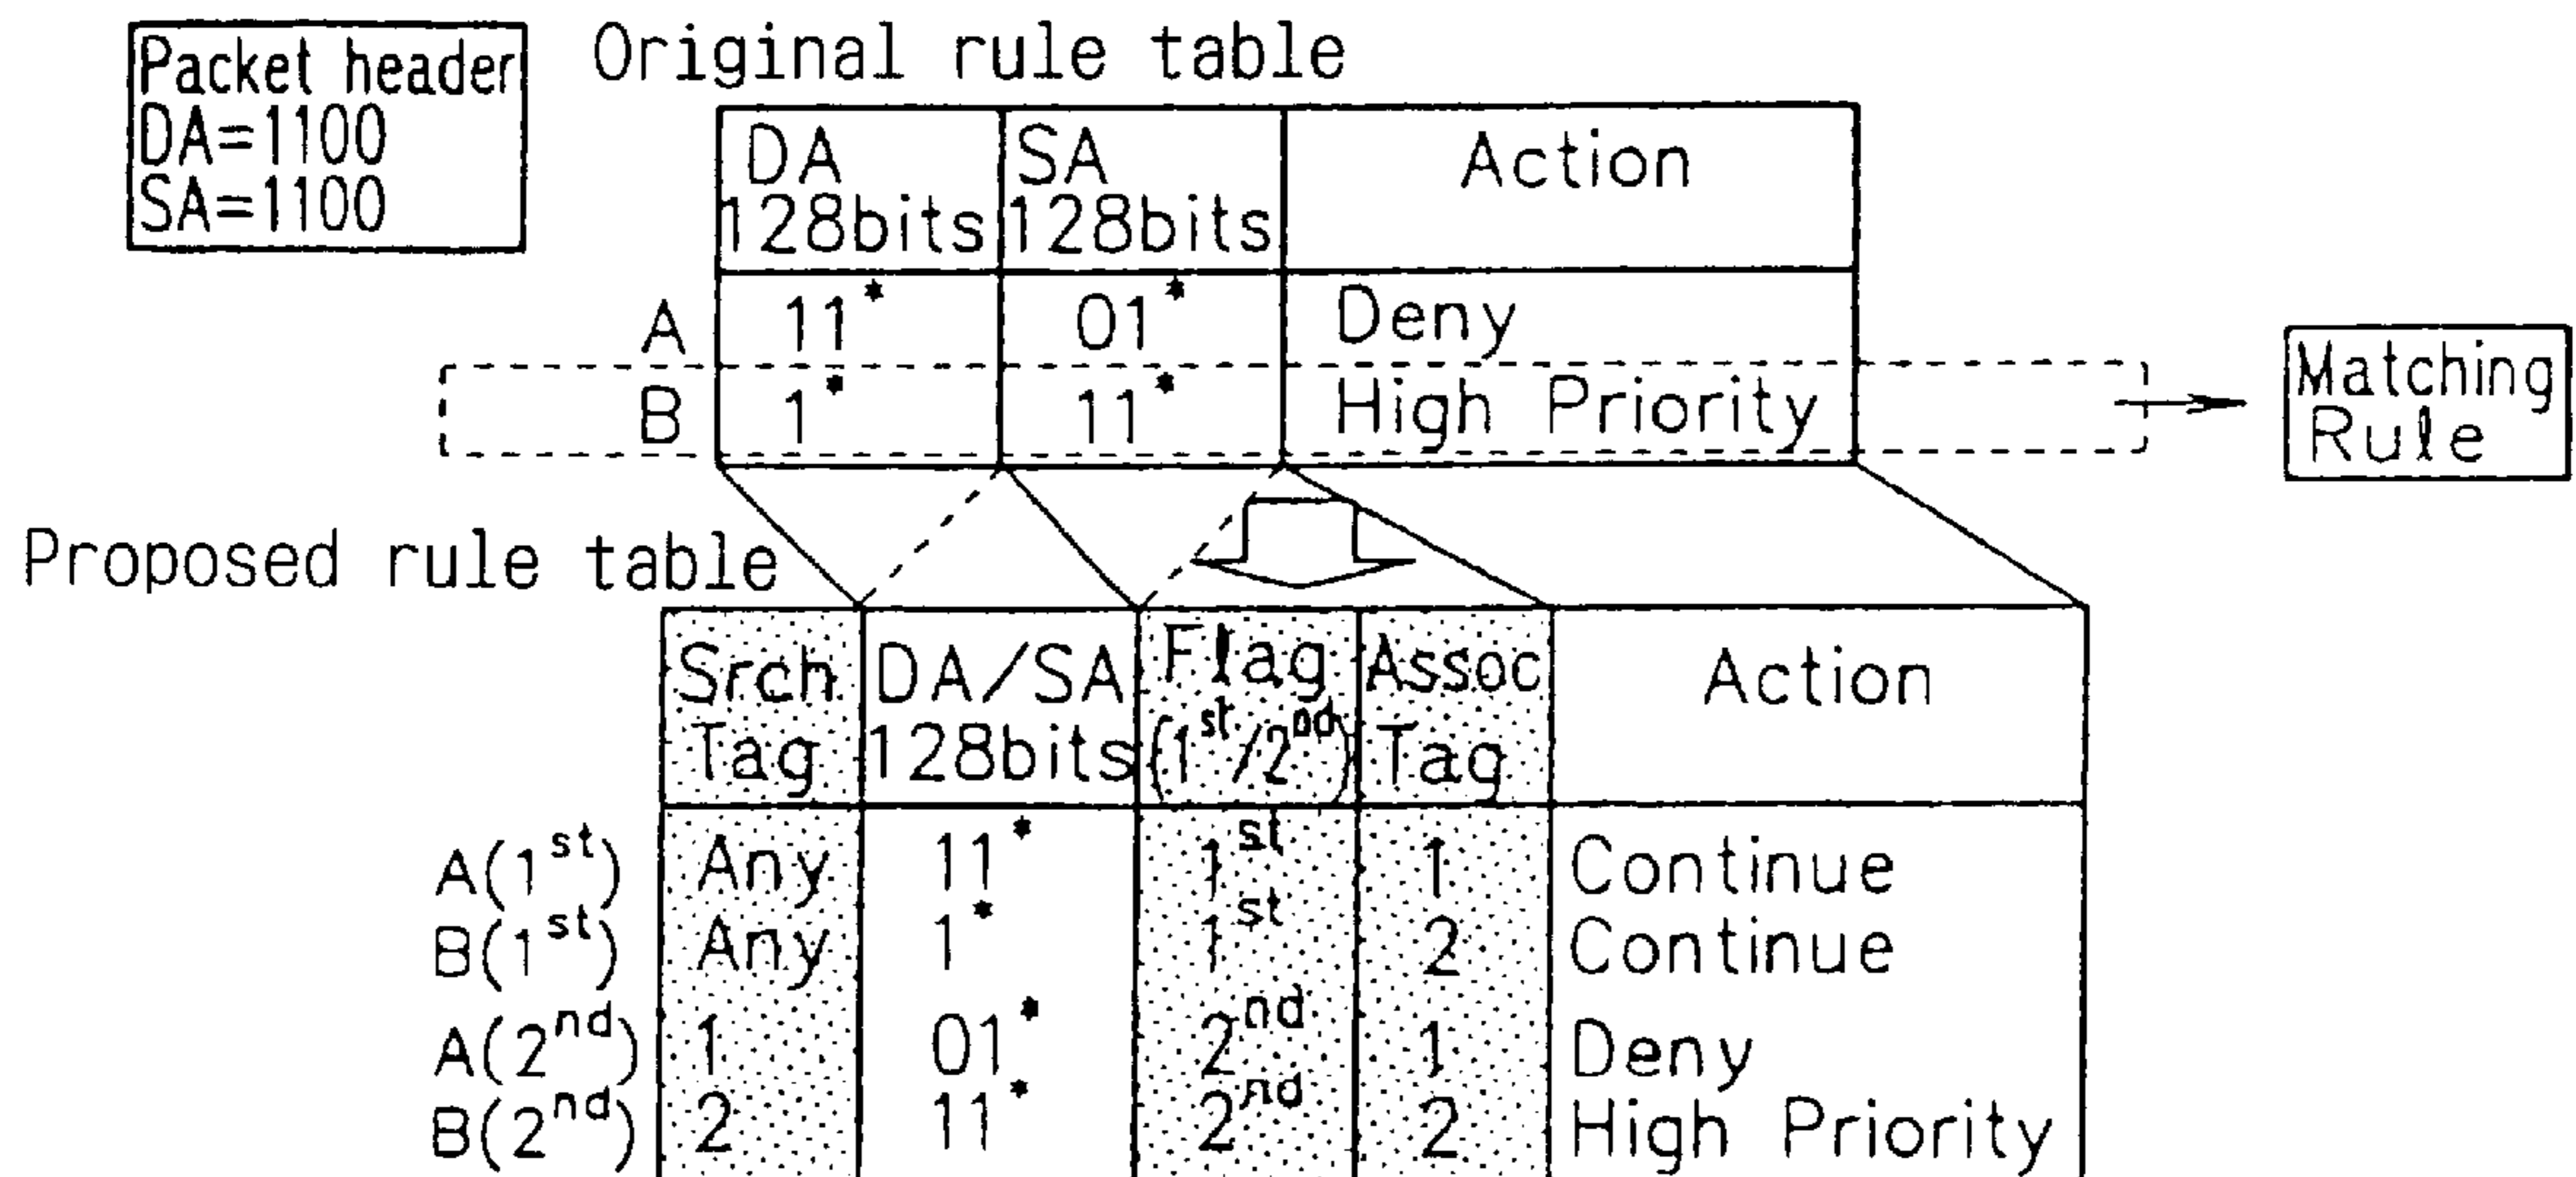 Packet header
DA=1100
SA=1100
Original rule table
DA 128bits SA 128bits Action
A 11* 01* Deny
B 1* 11* High Priority
Matching Rule
Proposed rule table
Srch Tag DA/SA 128bits Flag (1st/2nd) Assoc Tag Action
A(1st) Any 11* 1st 1 Continue
B(1st) Any 1* 1st 2 Continue
A(2nd) 1 01* 2nd 1 Deny
B(2nd) 2 11* 2nd 2 High Priority